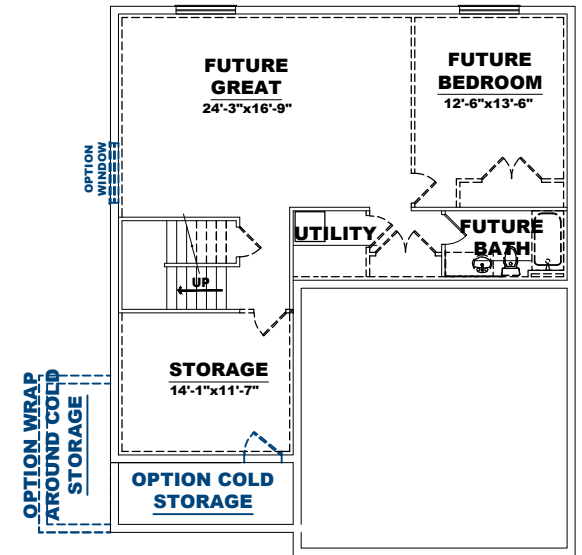 FUTURE
GREAT
24'-3"x16'-9"
FUTURE
BEDROOM
12'-6"x13'-6"
OPTION
WINDOW
UTILITY
FUTURE
BATH
UP
STORAGE
14'-1"x11'-7"
OPTION WRAP
AROUND COLD
STORAGE
OPTION COLD
STORAGE